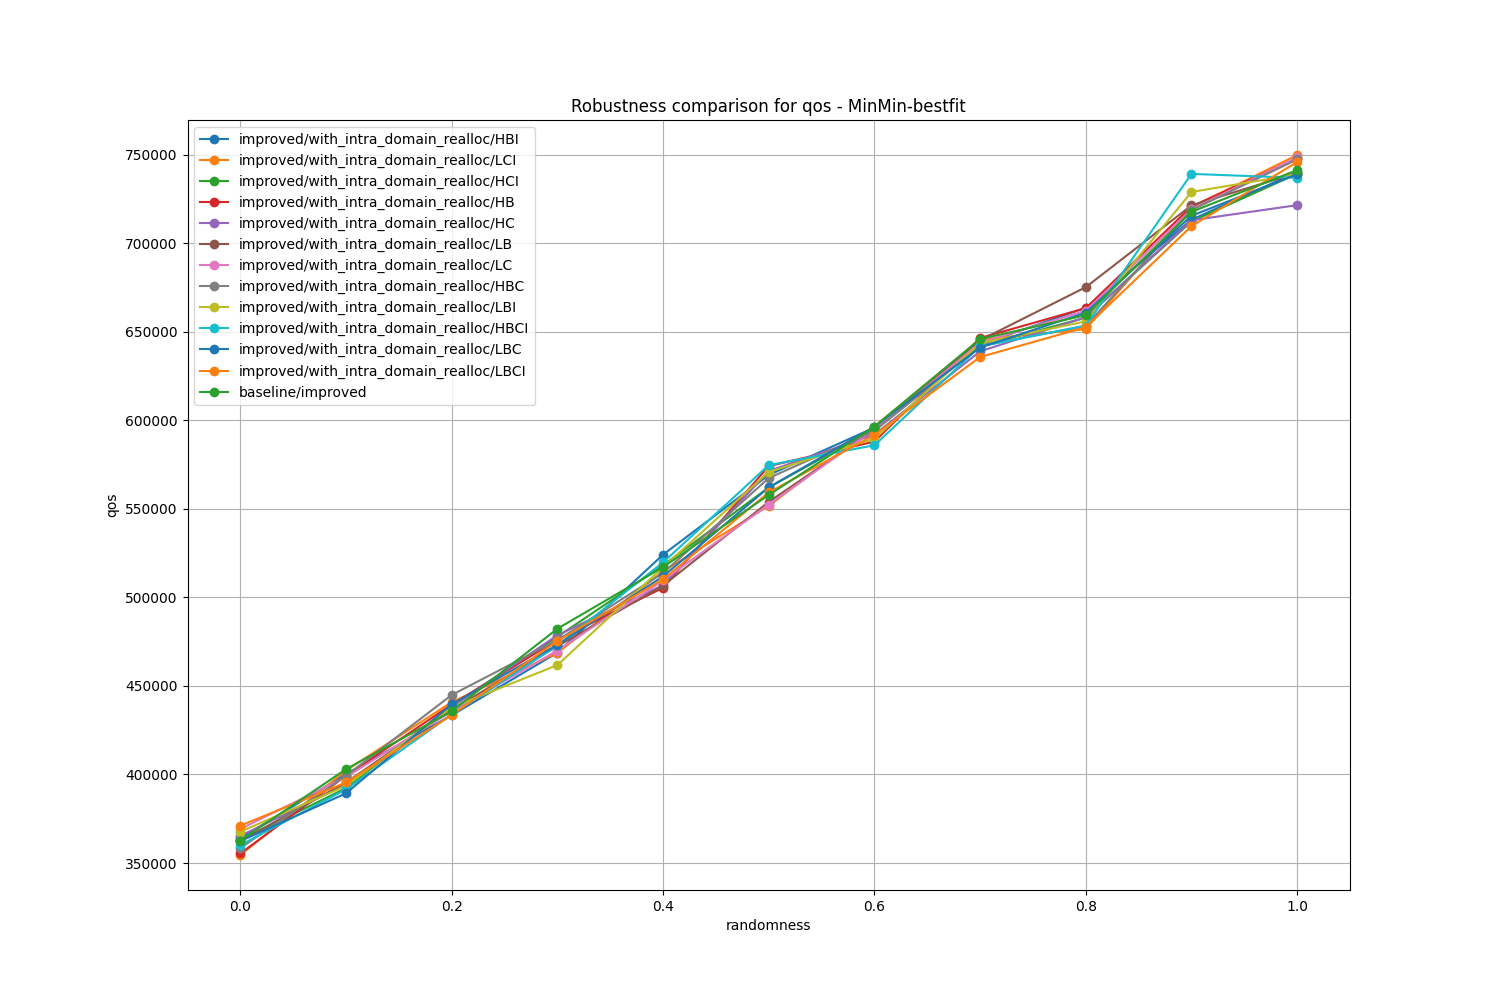 Robustness comparison for qos - MinMin-bestfit
improved/with_intra_domain_realloc/HBI
improved/with_intra_domain_realloc/LCI
improved/with_intra_domain_realloc/HCI
improved/with_intra_domain_realloc/HB
improved/with_intra_domain_realloc/HC
improved/with_intra_domain_realloc/LB
improved/with_intra_domain_realloc/LC
improved/with_intra_domain_realloc/HBC
improved/with_intra_domain_realloc/LBI
improved/with_intra_domain_realloc/HBCI
improved/with_intra_domain_realloc/LBC
improved/with_intra_domain_realloc/LBCI
baseline/improved
750000
700000
650000
600000
550000
500000
450000
400000
350000
qos
0.0 0.2 0.4 0.6 0.8 1.0
randomness